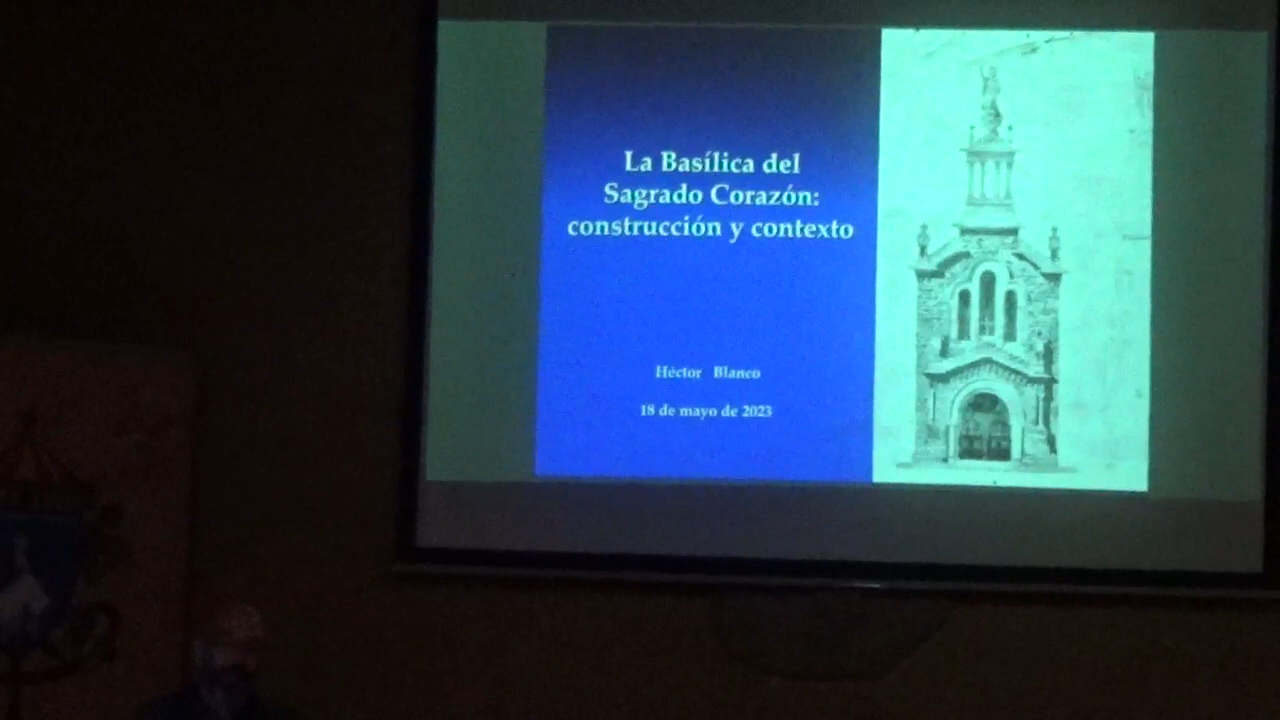 La Basílica del
Sagrado Corazón:
construcción y contexto
Héctor Blanco
18 de mayo de 2023